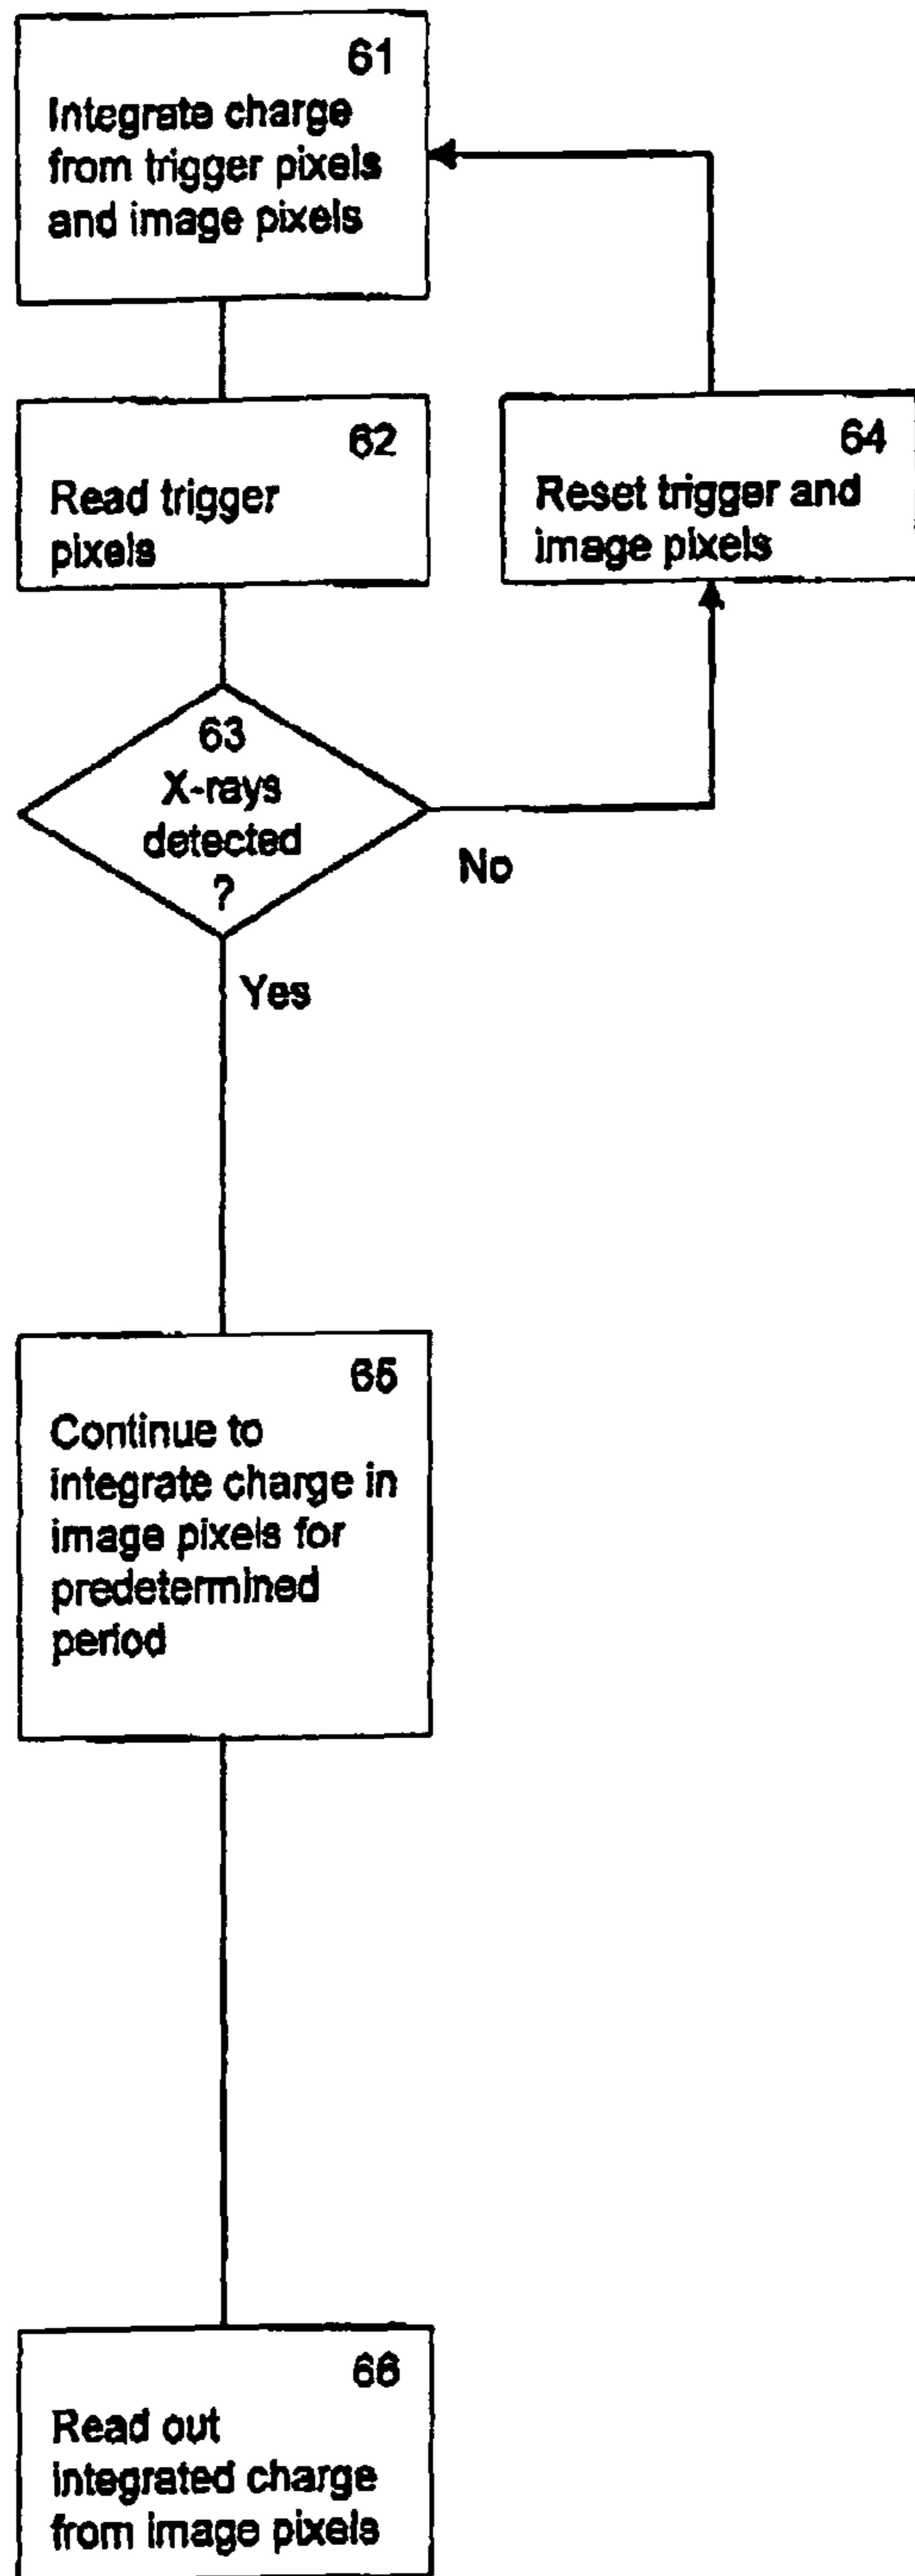 61
Integrate charge
from trigger pixels
and image pixels
62
Read trigger
pixels
64
Reset trigger and
image pixels
63
X-rays
detected
?
No
Yes
65
Continue to
integrate charge in
image pixels for
predetermined
period
66
Read out
integrated charge
from image pixels